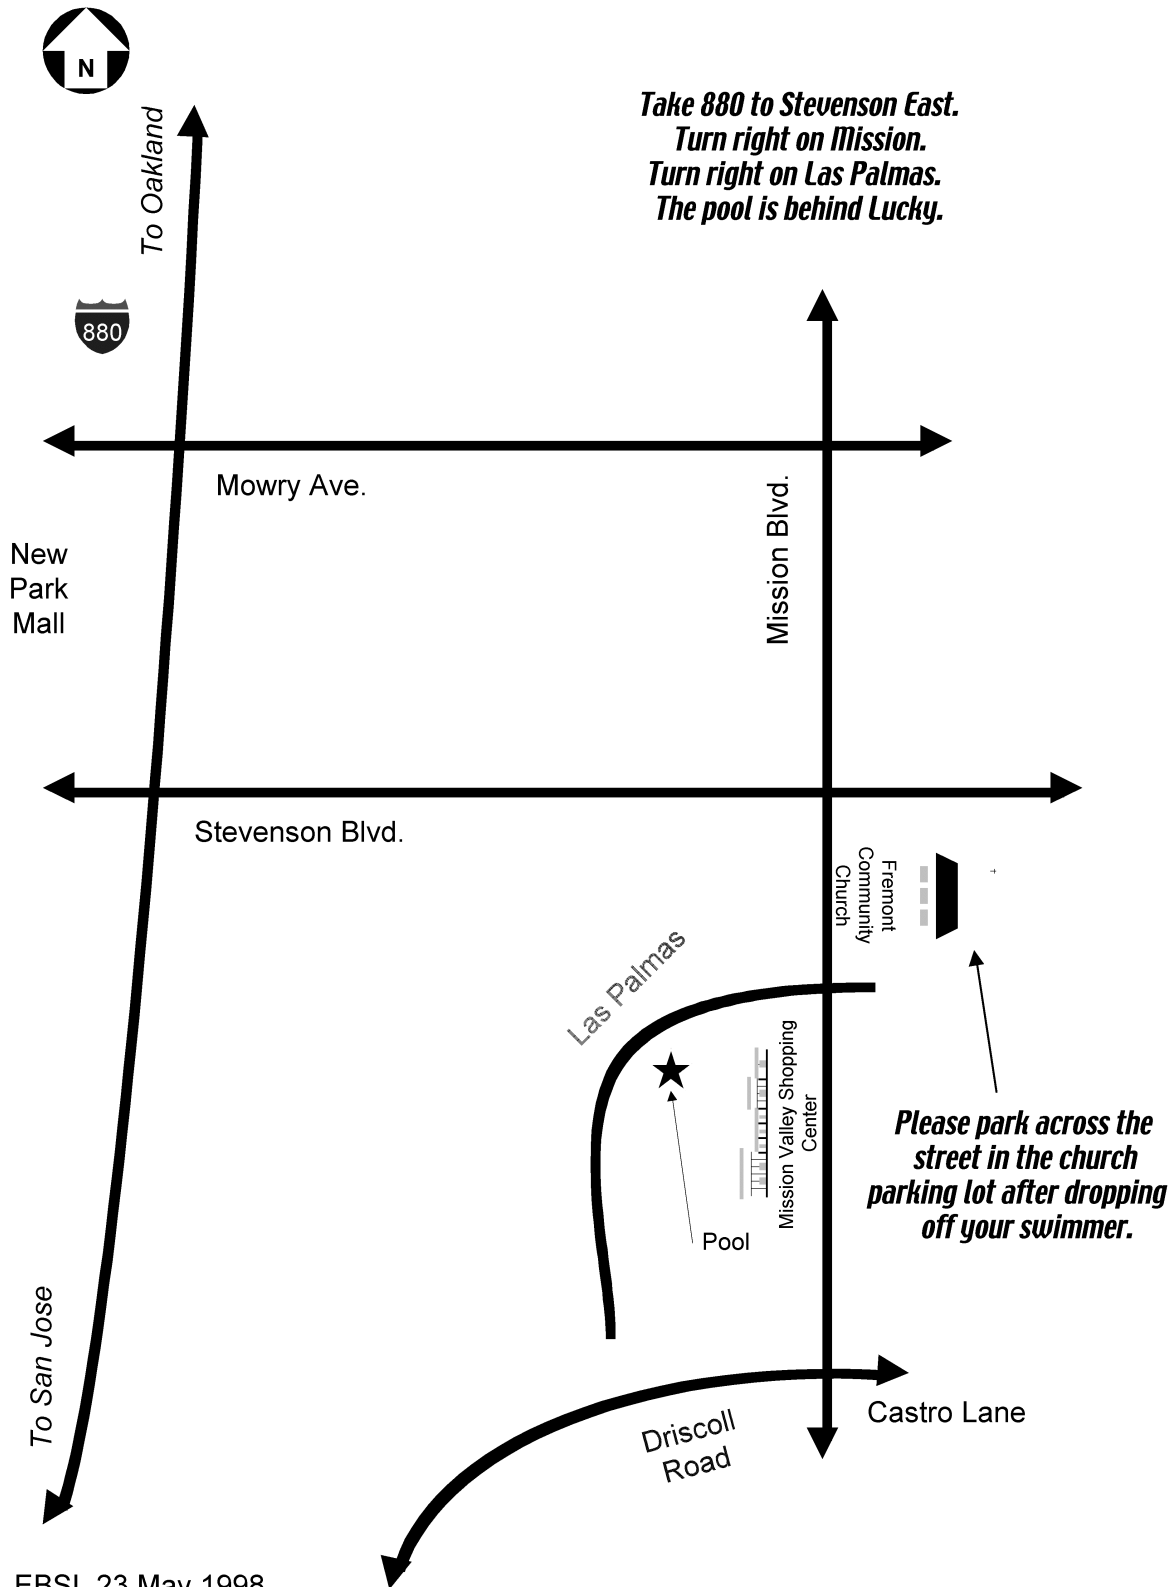 N
To Oakland
Take 880 to Stevenson East.
Turn right on Mission.
Turn right on Las Palmas.
The pool is behind Lucky.
880
Mowry Ave.
Mission Blvd.
New
Park
Mall
Stevenson Blvd.
Fremont
Community
Church
Las Palmas
Mission Valley Shopping
Center
Please park across the
street in the church
parking lot after dropping
off your swimmer.
Pool
To San Jose
Castro Lane
Driscoll
Road
EBSL 23 May 1998